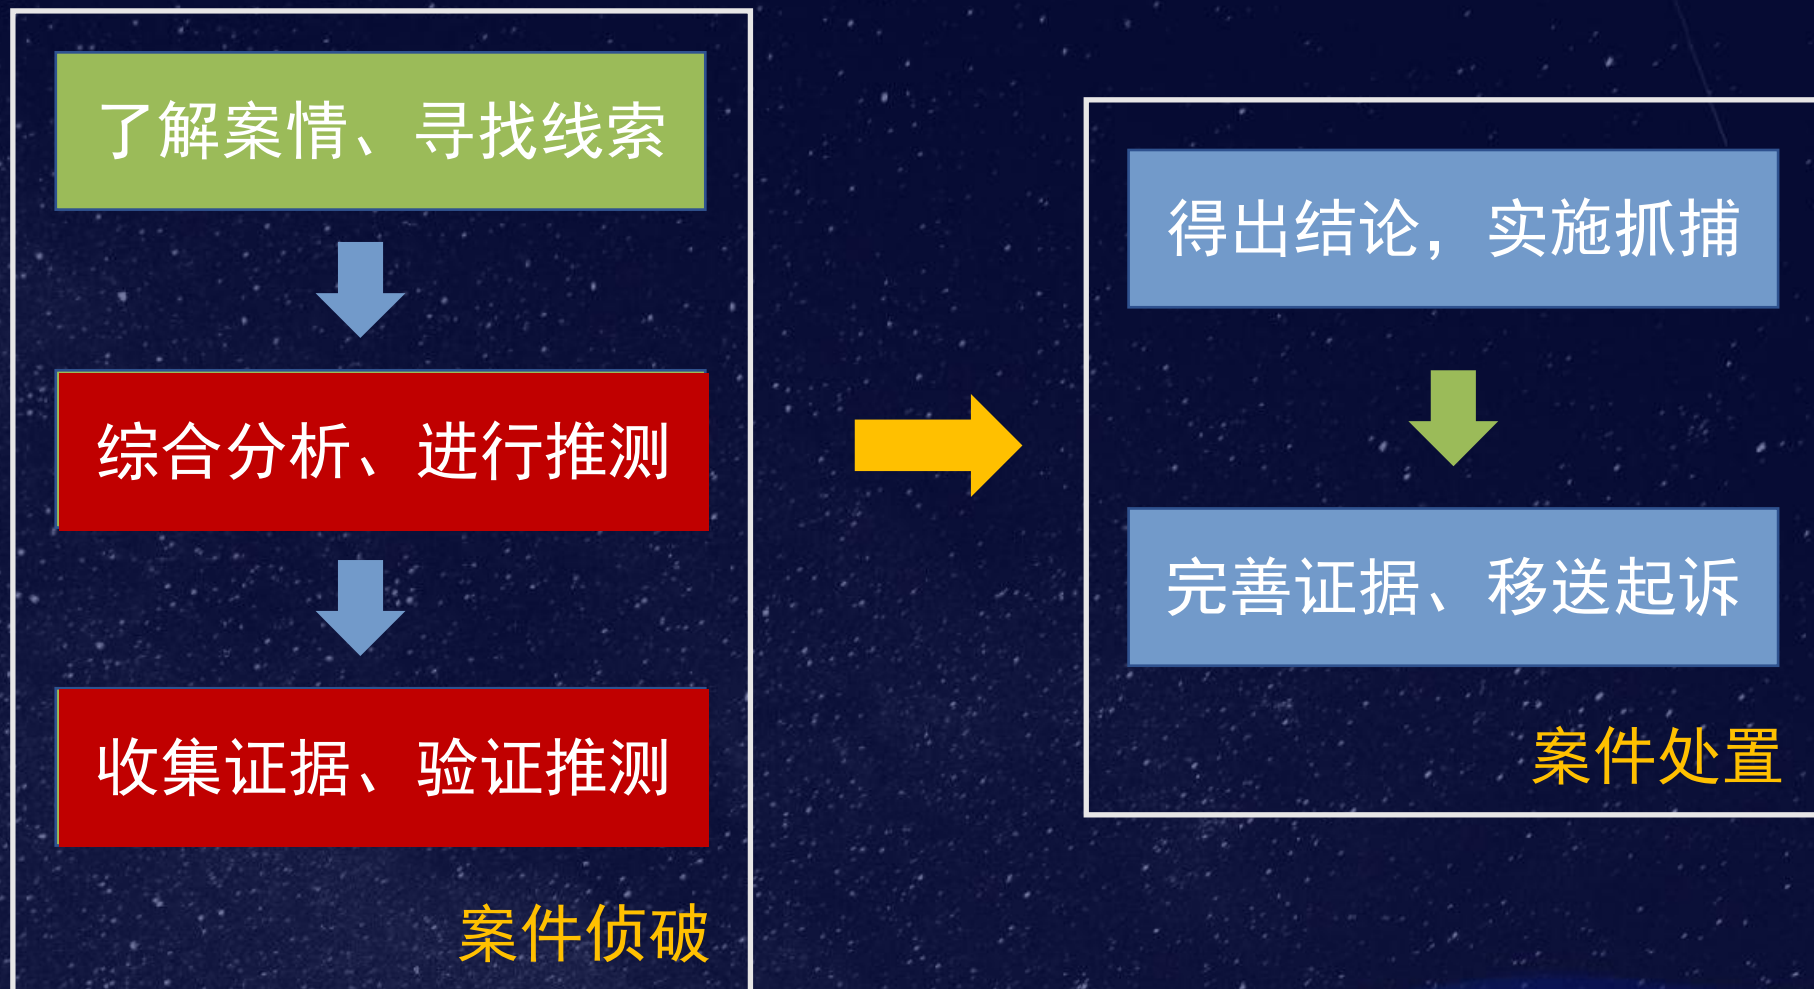 了解案情、寻找线索
综合分析、进行推测
收集证据、验证推测
案件侦破
得出结论，实施抓捕
完善证据、移送起诉
案件处置